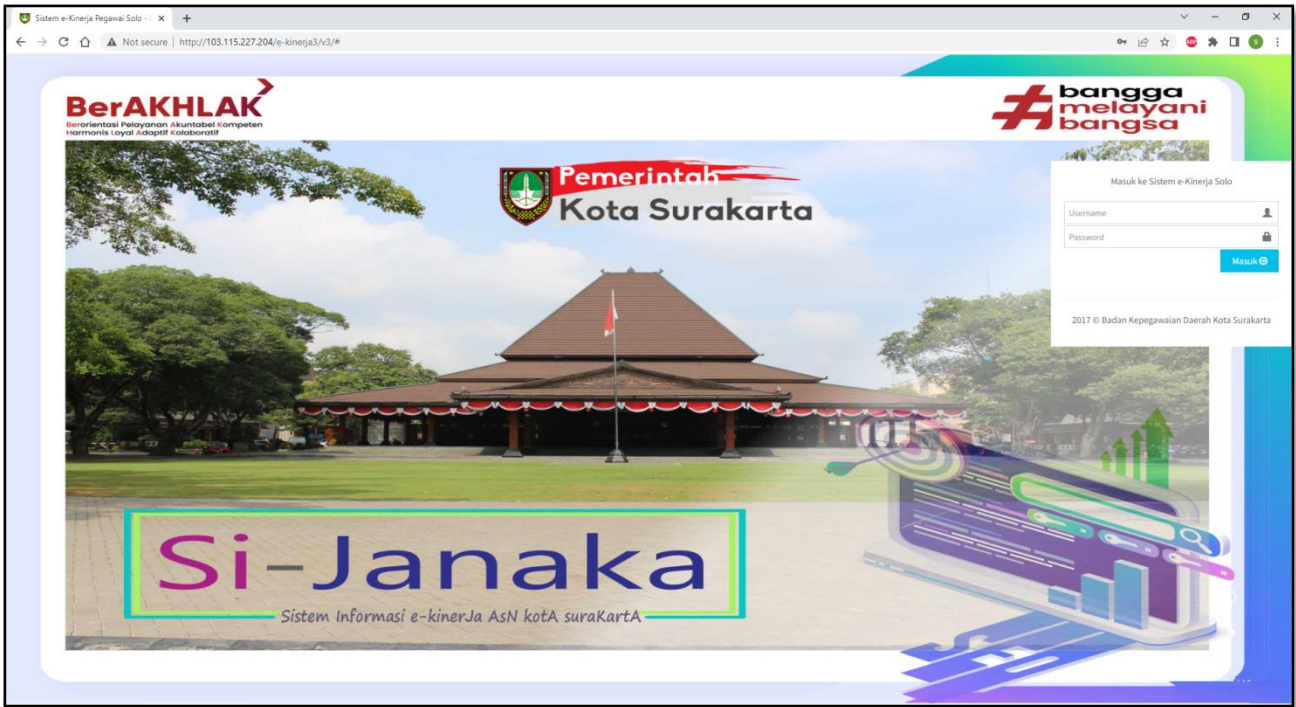 Sistem e-Kinerja Pegawai Solo -
Not secure | http://103.115.227.204/e-kinerja3/v3/#
BerAKHLAK
Berorientasi Pelayanan Akuntabel Kompeten
Harmonis Loyal Adaptif Kolaboratif
#bangga
melayani
bangsa
Pemerintah
Kota Surakarta
Masuk ke Sistem e-Kinerja Solo
Username
Password
Masuk
2017 © Badan Kepegawaian Daerah Kota Surakarta
Si-Janaka
Sistem Informasi e-kinerJa AsN kotA suraKartA